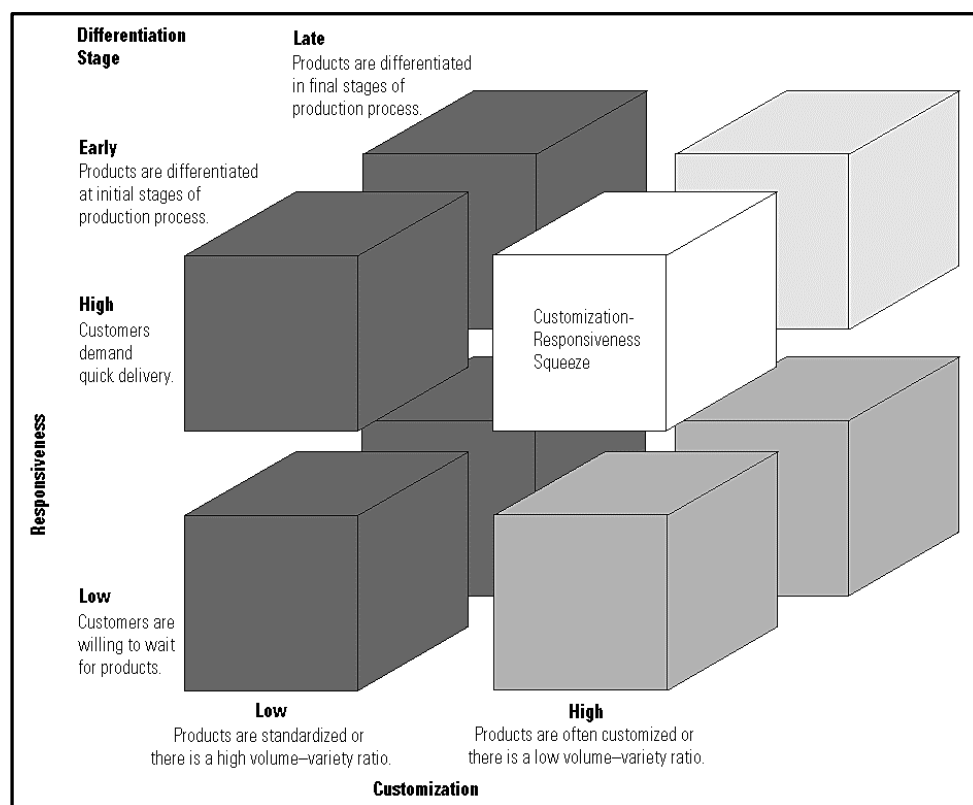 Differentiation
Stage
Late
Products are differentiated
in final stages of
production process.
Early
Products are differentiated
at initial stages of
production process.
High
Customers
demand
quick delivery.
Customization-
Responsiveness
Squeeze
Responsiveness
Low
Customers are
willing to wait
for products.
Low
Products are standardized or
there is a high volume–variety ratio.
High
Products are often customized or
there is a low volume–variety ratio.
Customization